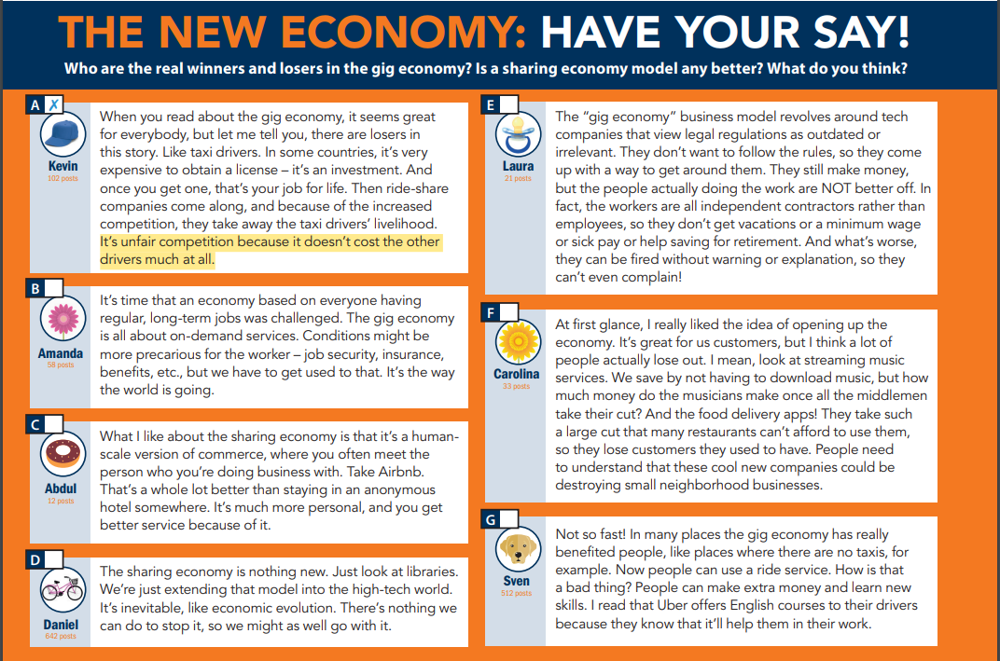 THE NEW ECONOMY: HAVE YOUR SAY!
Who are the real winners and losers in the gig economy? Is a sharing economy model any better? What do you think?
A ✗
Kevin
102 posts
When you read about the gig economy, it seems great
for everybody, but let me tell you, there are losers in
this story. Like taxi drivers. In some countries, it’s very
expensive to obtain a license – it’s an investment. And
once you get one, that’s your job for life. Then ride-share
companies come along, and because of the increased
competition, they take away the taxi drivers’ livelihood.
It’s unfair competition because it doesn’t cost the other
drivers much at all.
B
Amanda
58 posts
It’s time that an economy based on everyone having
regular, long-term jobs was challenged. The gig economy
is all about on-demand services. Conditions might be
more precarious for the worker – job security, insurance,
benefits, etc., but we have to get used to that. It’s the way
the world is going.
C
Abdul
12 posts
What I like about the sharing economy is that it’s a human-
scale version of commerce, where you often meet the
person who you’re doing business with. Take Airbnb.
That’s a whole lot better than staying in an anonymous
hotel somewhere. It’s much more personal, and you get
better service because of it.
D
Daniel
642 posts
The sharing economy is nothing new. Just look at libraries.
We’re just extending that model into the high-tech world.
It’s inevitable, like economic evolution. There’s nothing we
can do to stop it, so we might as well go with it.
E
Laura
21 posts
The “gig economy” business model revolves around tech
companies that view legal regulations as outdated or
irrelevant. They don’t want to follow the rules, so they come
up with a way to get around them. They still make money,
but the people actually doing the work are NOT better off. In
fact, the workers are all independent contractors rather than
employees, so they don’t get vacations or a minimum wage
or sick pay or help saving for retirement. And what’s worse,
they can be fired without warning or explanation, so they
can’t even complain!
F
Carolina
33 posts
At first glance, I really liked the idea of opening up the
economy. It’s great for us customers, but I think a lot of
people actually lose out. I mean, look at streaming music
services. We save by not having to download music, but how
much money do the musicians make once all the middlemen
take their cut? And the food delivery apps! They take such
a large cut that many restaurants can’t afford to use them,
so they lose customers they used to have. People need
to understand that these cool new companies could be
destroying small neighborhood businesses.
G
Sven
512 posts
Not so fast! In many places the gig economy has really
benefited people, like places where there are no taxis, for
example. Now people can use a ride service. How is that
a bad thing? People can make extra money and learn new
skills. I read that Uber offers English courses to their drivers
because they know that it’ll help them in their work.